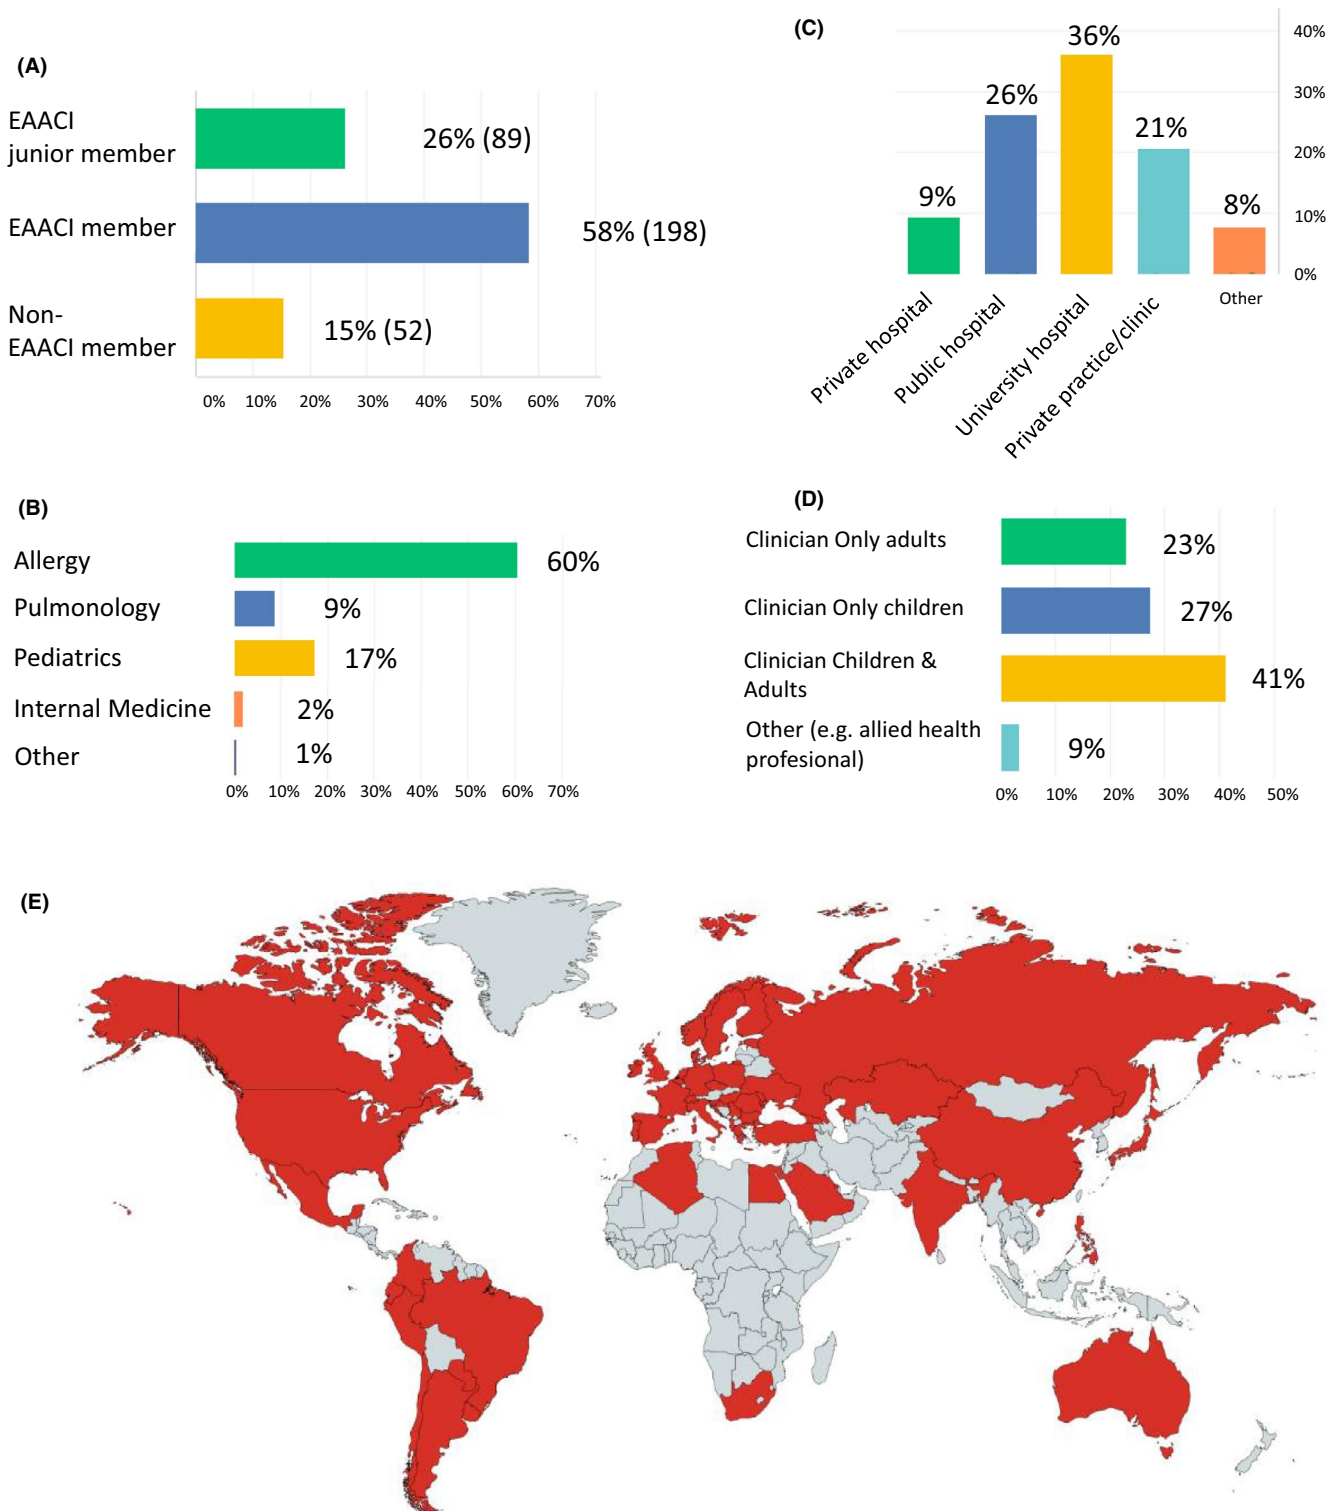 (A)
EAACI
junior member
26% (89)
EAACI member
58% (198)
Non-
EAACI member
15% (52)
0% 10% 20% 30% 40% 50% 60% 70%
(B)
Allergy
60%
Pulmonology
9%
Pediatrics
17%
Internal Medicine
2%
Other
1%
0% 10% 20% 30% 40% 50% 60% 70%
(C)
40%
30%
20%
10%
0%
9%
26%
36%
21%
8%
Private hospital
Public hospital
University hospital
Private practice/clinic
Other
(D)
Clinician Only adults
23%
Clinician Only children
27%
Clinician Children &
Adults
41%
Other (e.g. allied health
profesional)
9%
0% 10% 20% 30% 40% 50%
(E)